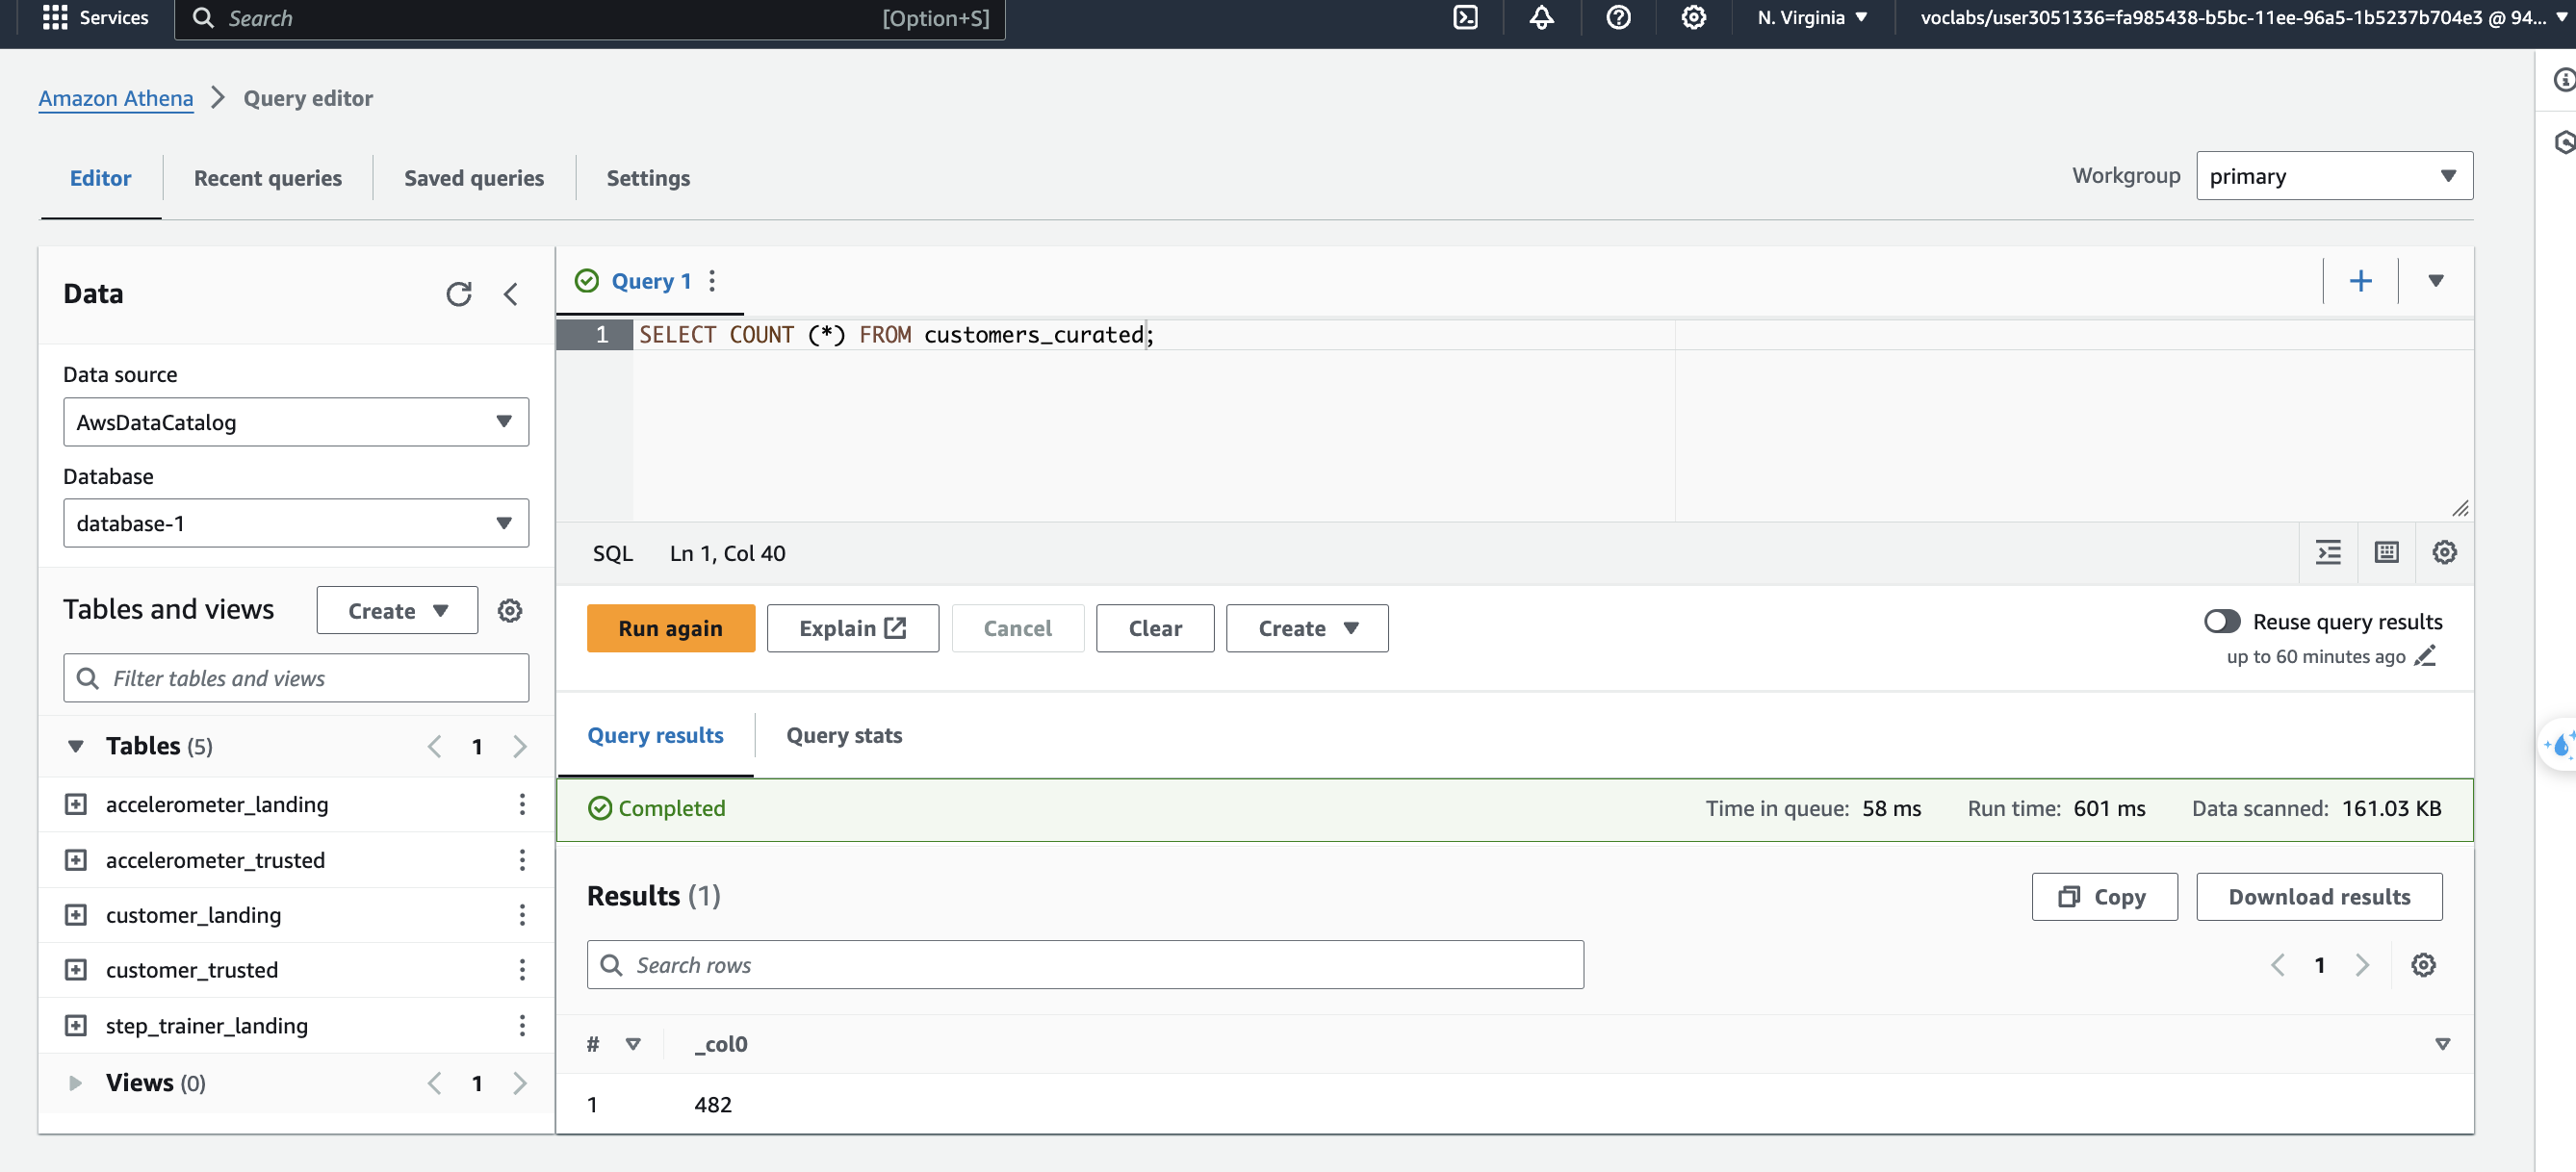 Services
Search
[Option+S]
N. Virginia
voclabs/user3051336=fa985438-b5bc-11ee-96a5-1b5237b704e3 @ 94...
Amazon Athena
Query editor
Editor
Recent queries
Saved queries
Settings
Workgroup
primary
Data
Data source
AwsDataCatalog
Database
database-1
Tables and views
Create
Filter tables and views
Tables (5)
1
accelerometer_landing
accelerometer_trusted
customer_landing
customer_trusted
step_trainer_landing
Views (0)
1
Query 1
1 SELECT COUNT (*) FROM customers_curated;
SQL Ln 1, Col 40
Run again
Explain
Cancel
Clear
Create
Reuse query results
up to 60 minutes ago
Query results
Query stats
Completed
Time in queue: 58 ms
Run time: 601 ms
Data scanned: 161.03 KB
Results (1)
Copy
Download results
Search rows
1
# _col0
1 482